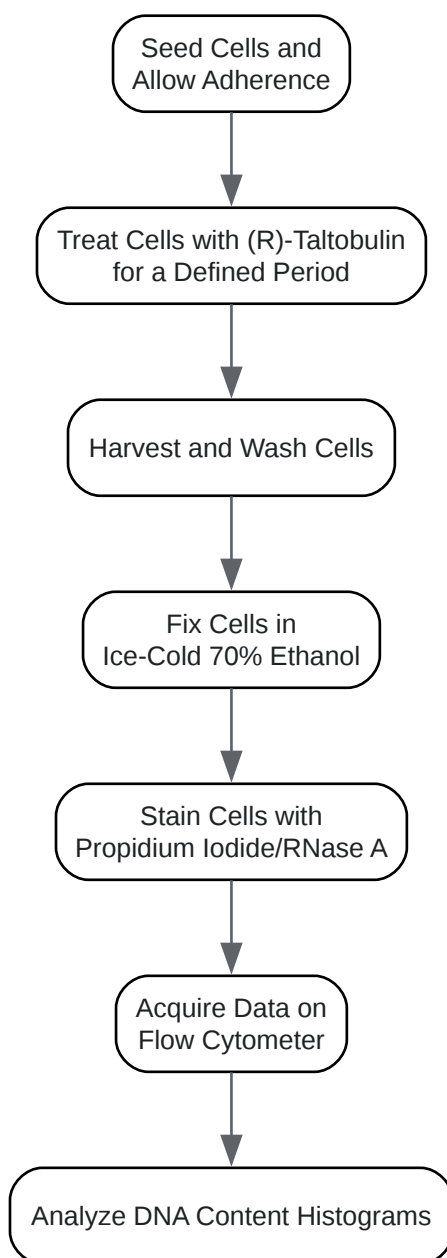 Seed Cells and
Allow Adherence
Treat Cells with (R)-Taltobulin
for a Defined Period
Harvest and Wash Cells
Fix Cells in
Ice-Cold 70% Ethanol
Stain Cells with
Propidium Iodide/RNase A
Acquire Data on
Flow Cytometer
Analyze DNA Content Histograms